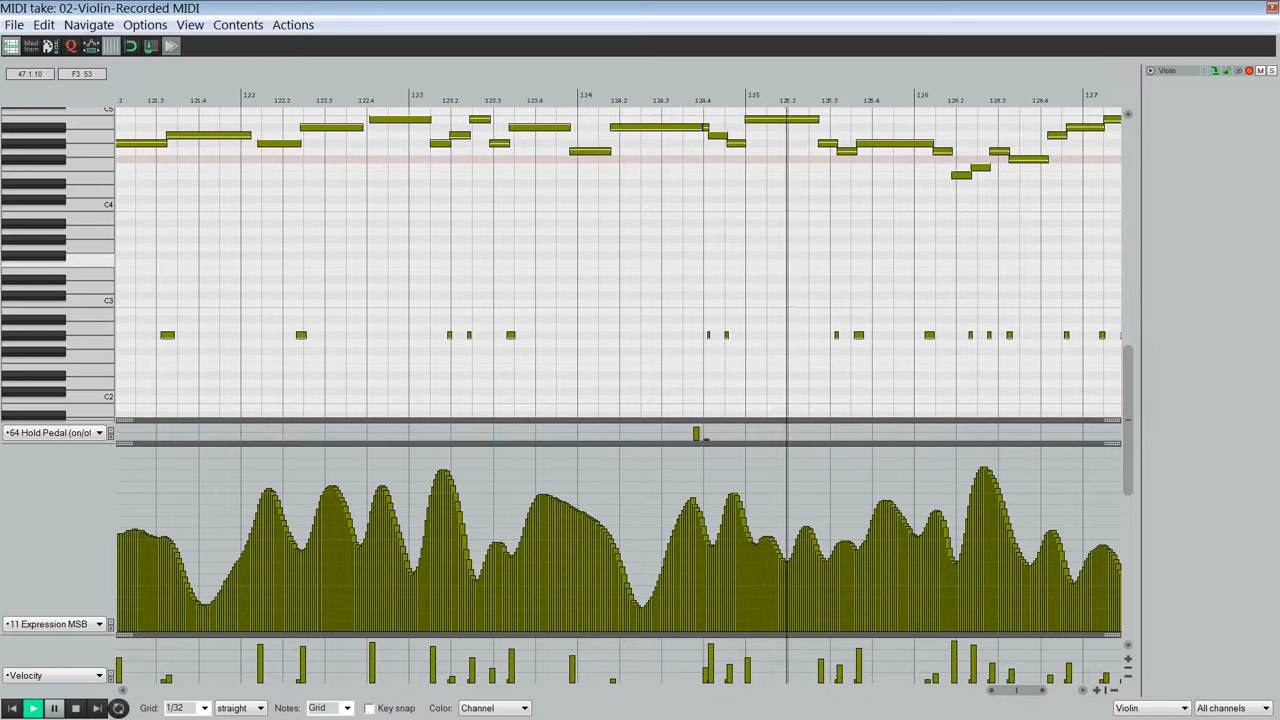 MIDI take: 02-Violin-Recorded MIDI
File Edit Navigate Options View Contents Actions
47.1.10 F3 53
Violin M S
.2 121.3 121.4 122 122.2 122.3 122.4 123 123.2 123.3 123.4 124 124.2 124.3 124.4 125 125.2 125.3 125.4 126 126.2 126.3 126.4 127
C5
C4
C3
C2
•64 Hold Pedal (on/of
•11 Expression MSB
•Velocity
Grid: 1/32 straight Notes: Grid Key snap Color: Channel Violin All channels